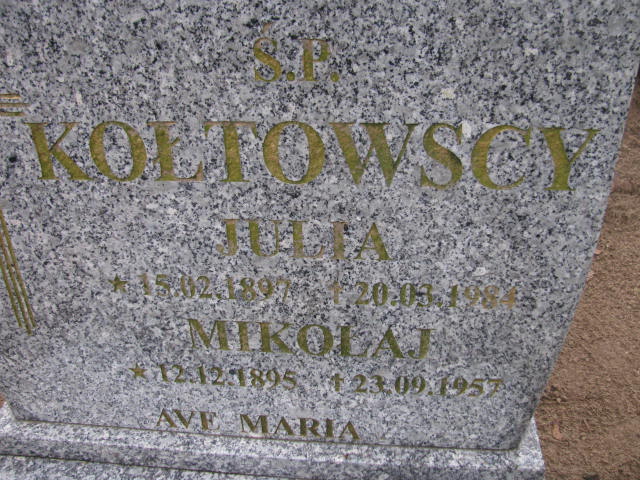 Ś.P.
KOŁTOWSCY
JULIA
★ 15.02.1897 † 20.03.1984
MIKOŁAJ
★ 12.12.1895 † 23.09.1957
AVE MARIA